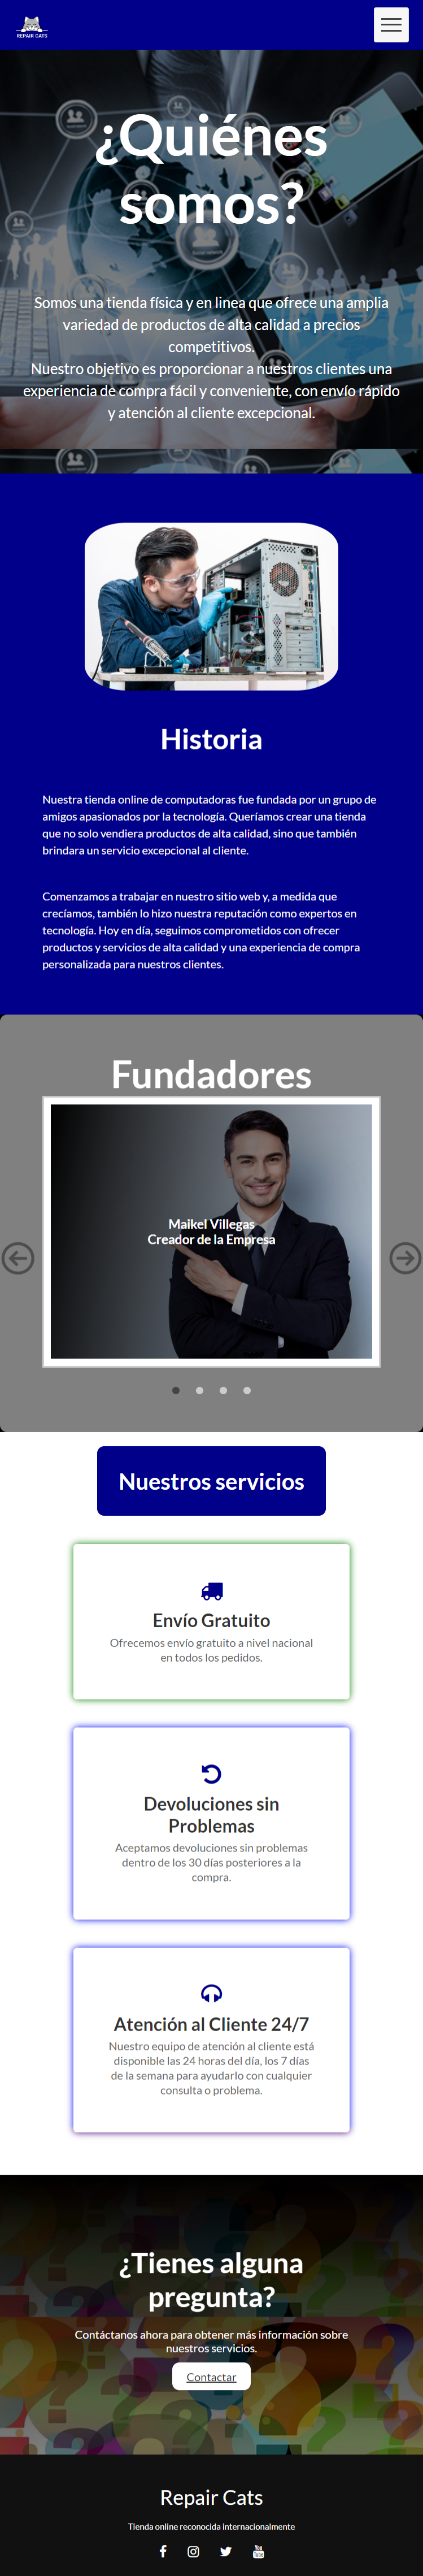 REPAIR CATS
¿Quiénes
somos?
Somos una tienda física y en linea que ofrece una amplia
variedad de productos de alta calidad a precios
competitivos.
Nuestro objetivo es proporcionar a nuestros clientes una
experiencia de compra fácil y conveniente, con envío rápido
y atención al cliente excepcional.
Historia
Nuestra tienda online de computadoras fue fundada por un grupo de
amigos apasionados por la tecnología. Queríamos crear una tienda
que no solo vendiera productos de alta calidad, sino que también
brindara un servicio excepcional al cliente.
Comenzamos a trabajar en nuestro sitio web y, a medida que
crecíamos, también lo hizo nuestra reputación como expertos en
tecnología. Hoy en día, seguimos comprometidos con ofrecer
productos y servicios de alta calidad y una experiencia de compra
personalizada para nuestros clientes.
Fundadores
Maikel Villegas
Creador de la Empresa
Nuestros servicios
Envío Gratuito
Ofrecemos envío gratuito a nivel nacional
en todos los pedidos.
Devoluciones sin
Problemas
Aceptamos devoluciones sin problemas
dentro de los 30 días posteriores a la
compra.
Atención al Cliente 24/7
Nuestro equipo de atención al cliente está
disponible las 24 horas del día, los 7 días
de la semana para ayudarlo con cualquier
consulta o problema.
¿Tienes alguna
pregunta?
Contáctanos ahora para obtener más información sobre
nuestros servicios.
Contactar
Repair Cats
Tienda online reconocida internacionalmente
You
Tube